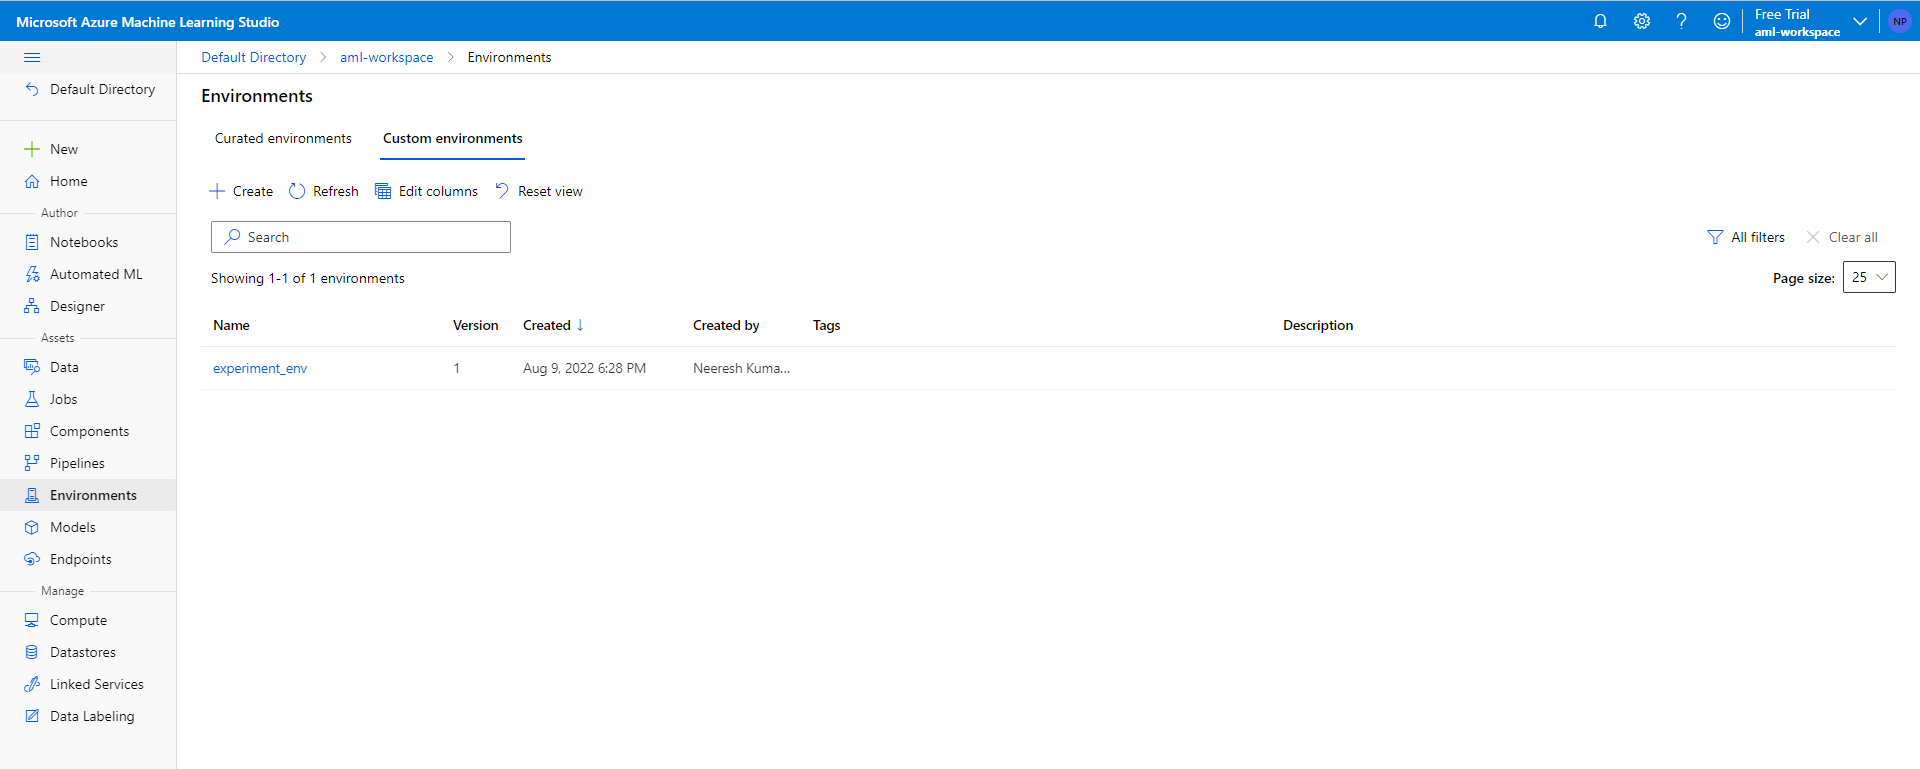 Microsoft Azure Machine Learning Studio
Free Trial
aml-workspace
NP
Default Directory
New
Home
Author
Notebooks
Automated ML
Designer
Assets
Data
Jobs
Components
Pipelines
Environments
Models
Endpoints
Manage
Compute
Datastores
Linked Services
Data Labeling
Default Directory > aml-workspace > Environments
Environments
Curated environments Custom environments
Create Refresh Edit columns Reset view
Search
All filters Clear all
Showing 1-1 of 1 environments
Page size: 25
Name Version Created ↓ Created by Tags Description
experiment_env 1 Aug 9, 2022 6:28 PM Neeresh Kuma...